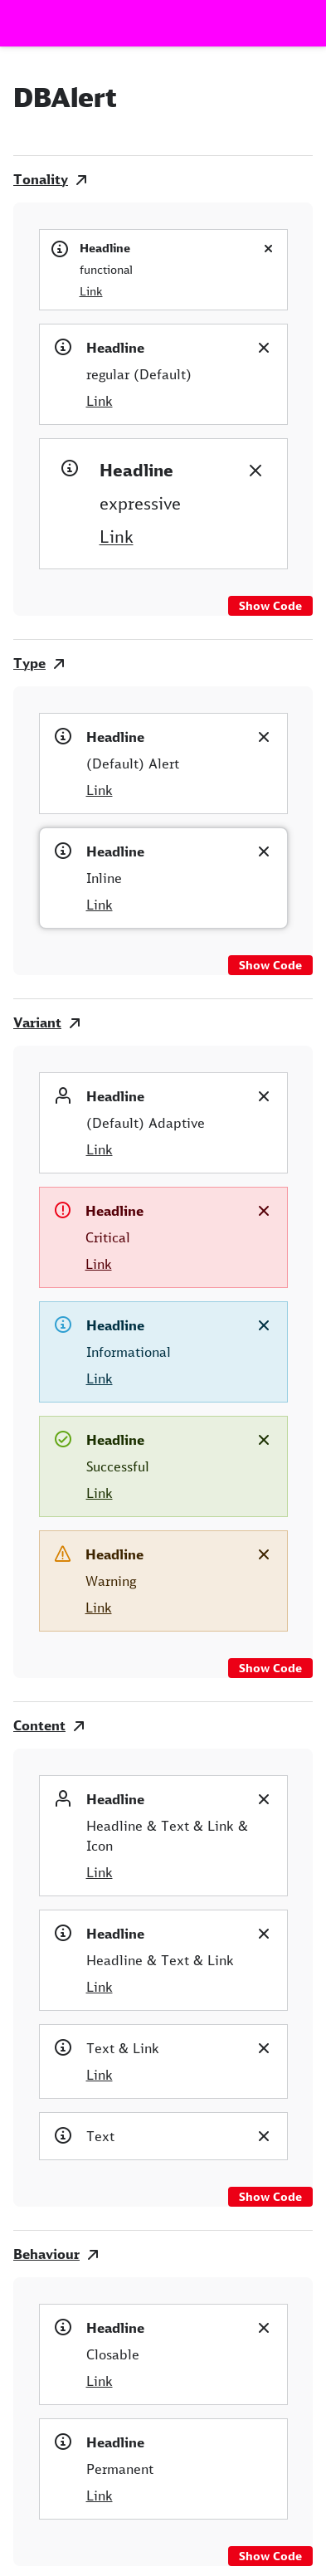 DBAlert
Tonality
Headline
functional
Link
Headline
regular (Default)
Link
Headline
expressive
Link
Show Code
Type
Headline
(Default) Alert
Link
Headline
Inline
Link
Show Code
Variant
Headline
(Default) Adaptive
Link
Headline
Critical
Link
Headline
Informational
Link
Headline
Successful
Link
Headline
Warning
Link
Show Code
Content
Headline
Headline & Text & Link &
Icon
Link
Headline
Headline & Text & Link
Link
Text & Link
Link
Text
Show Code
Behaviour
Headline
Closable
Link
Headline
Permanent
Link
Show Code